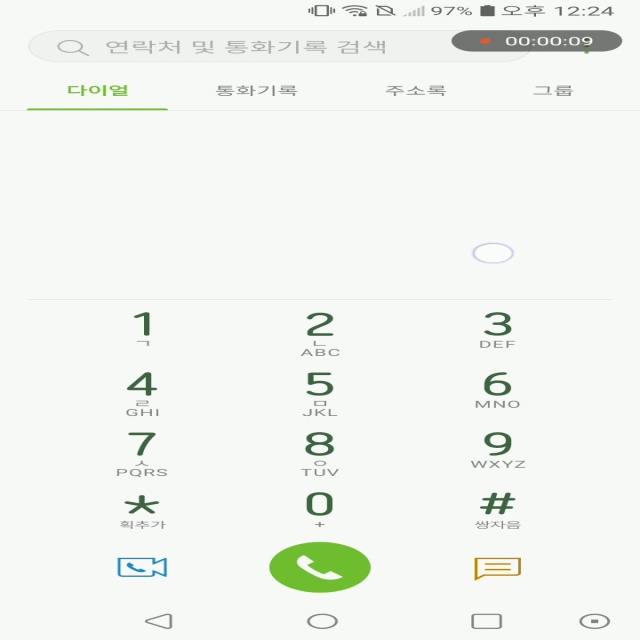 97% 오후 12:24
연락처 및 통화기록 검색
00:00:09
다이얼 통화기록 주소록 그룹
1 2 3
ㄱ ㄴ DEF
ABC
4 5 6
ㄹ ㅁ MNO
GHI JKL
7 8 9
ㅅ ㅇ WXYZ
PQRS TUV
* 0 #
획추가 + 쌍자음